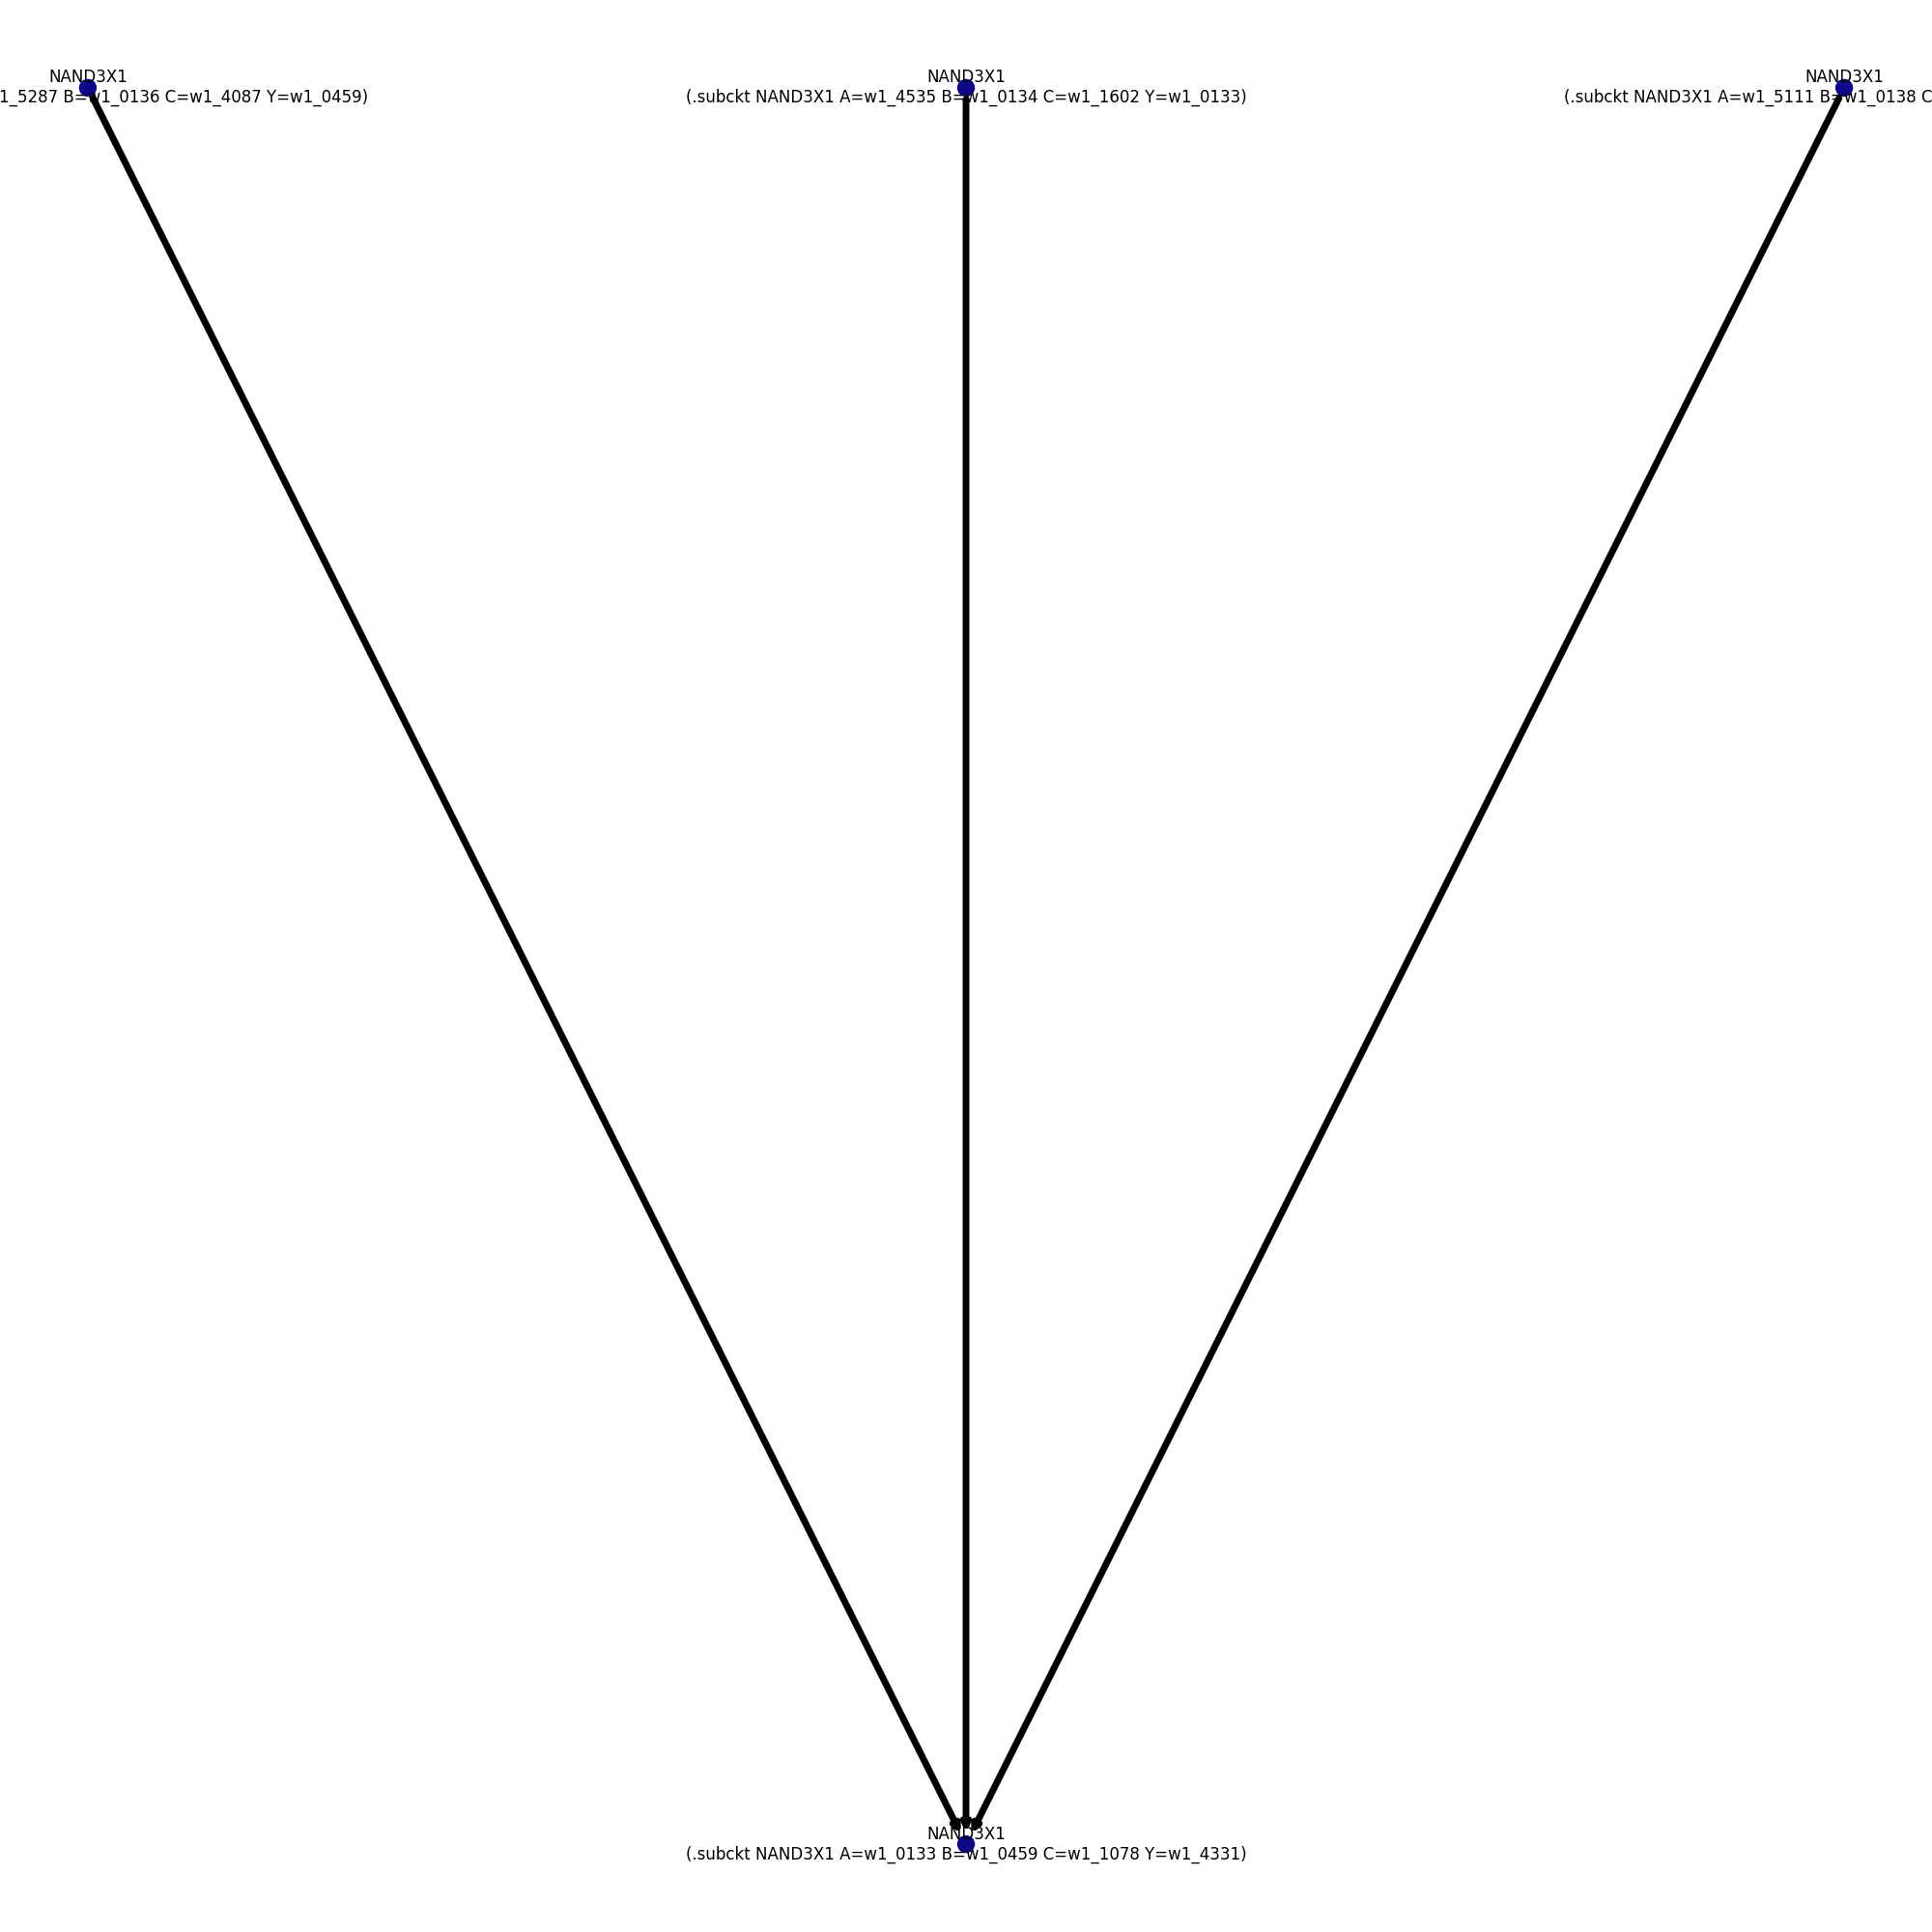 NAND3X1
1_5287 B=w1_0136 C=w1_4087 Y=w1_0459)
NAND3X1
(.subckt NAND3X1 A=w1_4535 B=w1_0134 C=w1_1602 Y=w1_0133)
NAND3X1
(.subckt NAND3X1 A=w1_5111 B=w1_0138 C
NAND3X1
(.subckt NAND3X1 A=w1_0133 B=w1_0459 C=w1_1078 Y=w1_4331)